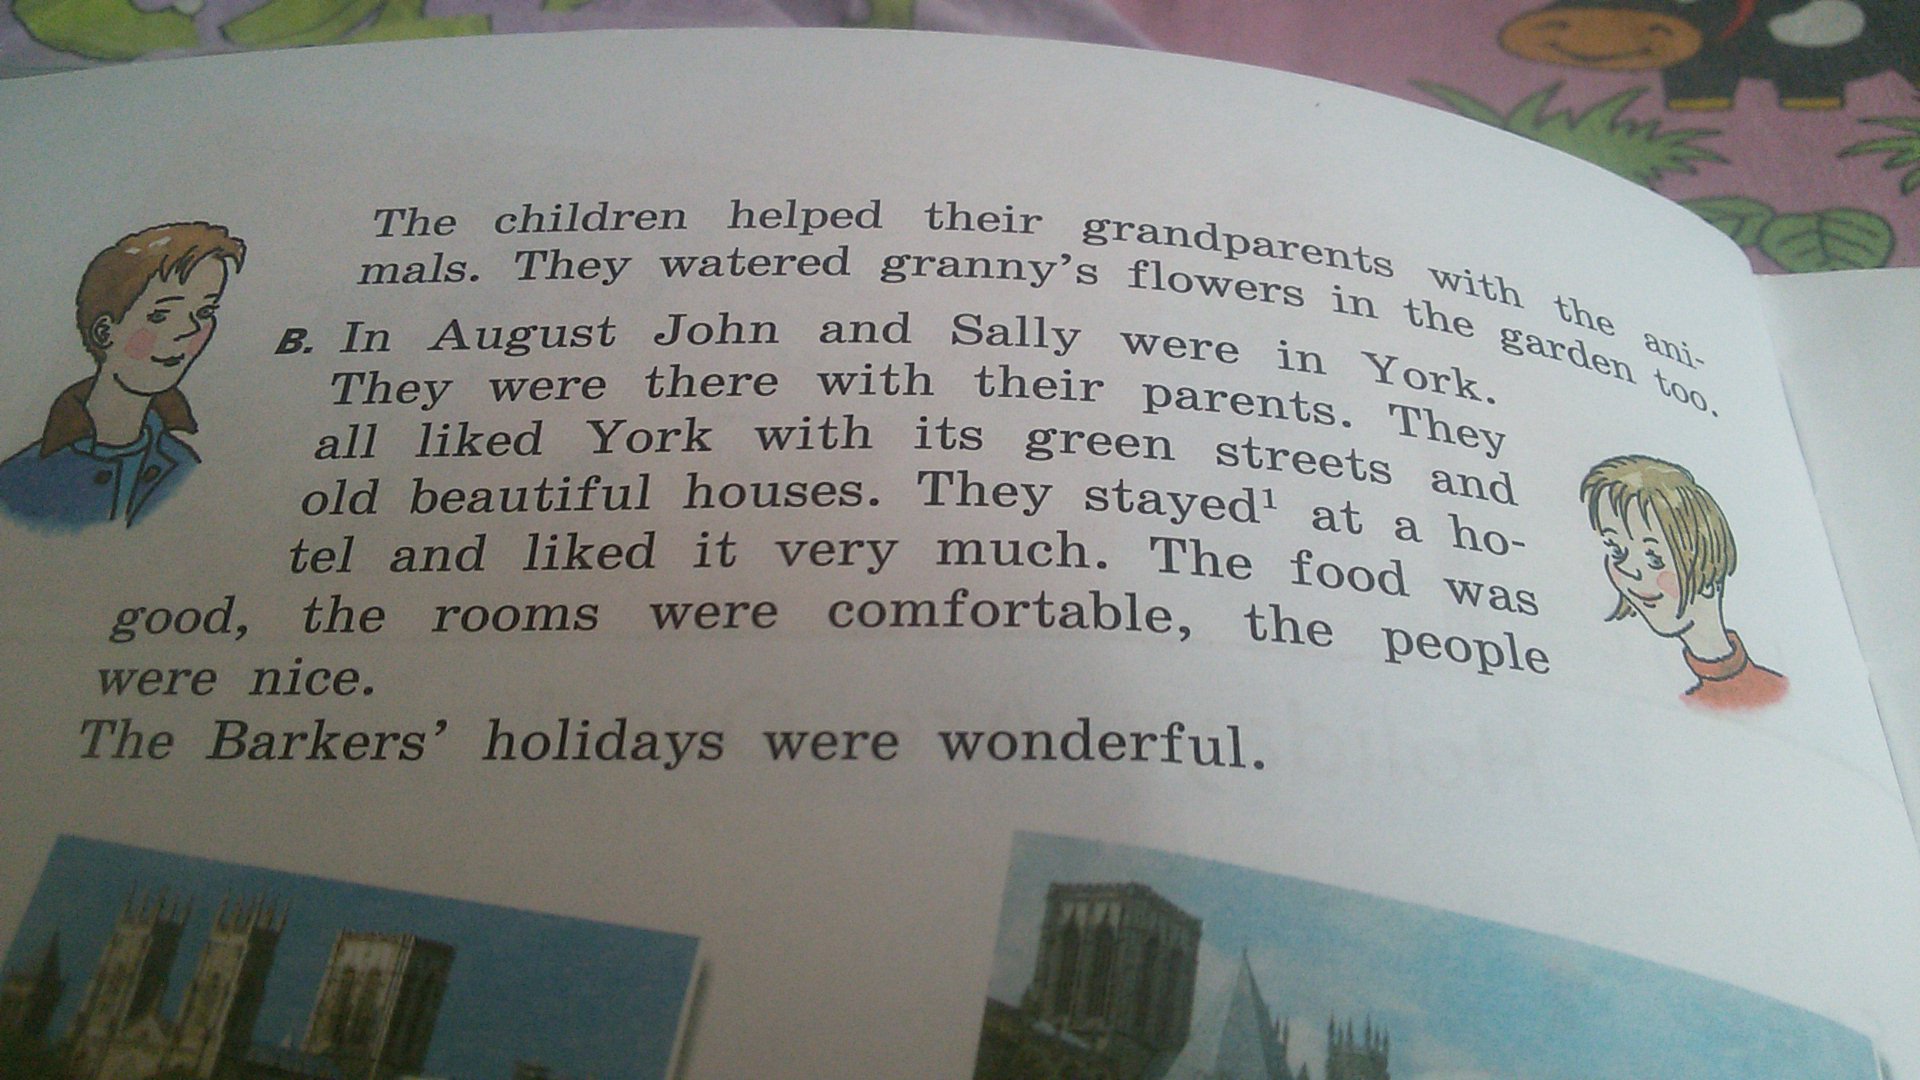 The children helped their grandparents with the ani-
mals. They watered granny's flowers in the garden too.
B. In August John and Sally were in York.
They were there with their parents. They
all liked York with its green streets and
old beautiful houses. They stayed¹ at a ho-
tel and liked it very much. The food was
good, the rooms were comfortable, the people
were nice.
The Barkers' holidays were wonderful.